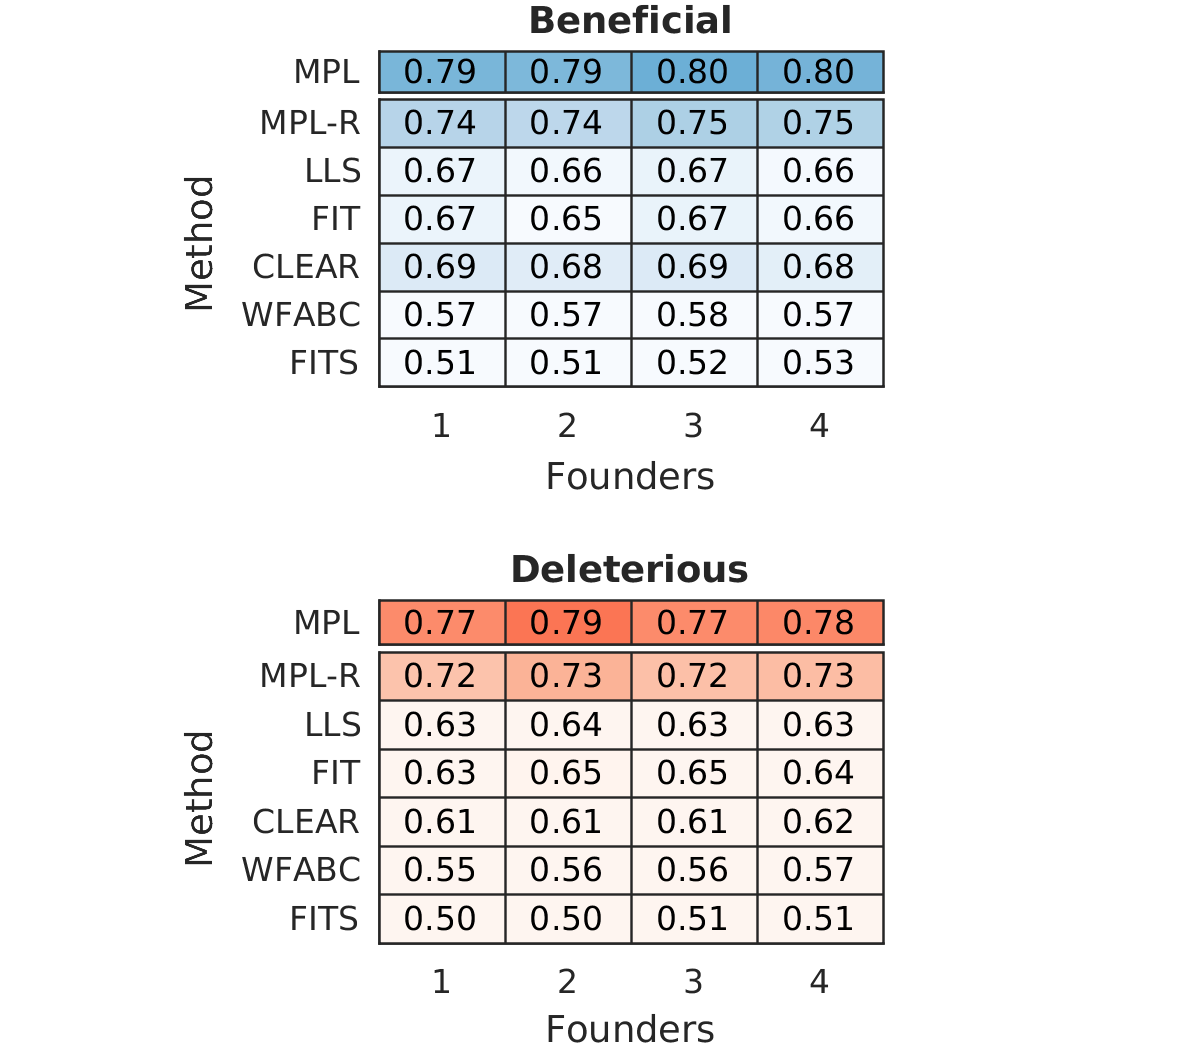 Beneficial
MPL 0.79 0.79 0.80 0.80
MPL-R 0.74 0.74 0.75 0.75
LLS 0.67 0.66 0.67 0.66
FIT 0.67 0.65 0.67 0.66
CLEAR 0.69 0.68 0.69 0.68
WFABC 0.57 0.57 0.58 0.57
FITS 0.51 0.51 0.52 0.53
Method
1 2 3 4
Founders
Deleterious
MPL 0.77 0.79 0.77 0.78
MPL-R 0.72 0.73 0.72 0.73
LLS 0.63 0.64 0.63 0.63
FIT 0.63 0.65 0.65 0.64
CLEAR 0.61 0.61 0.61 0.62
WFABC 0.55 0.56 0.56 0.57
FITS 0.50 0.50 0.51 0.51
Method
1 2 3 4
Founders